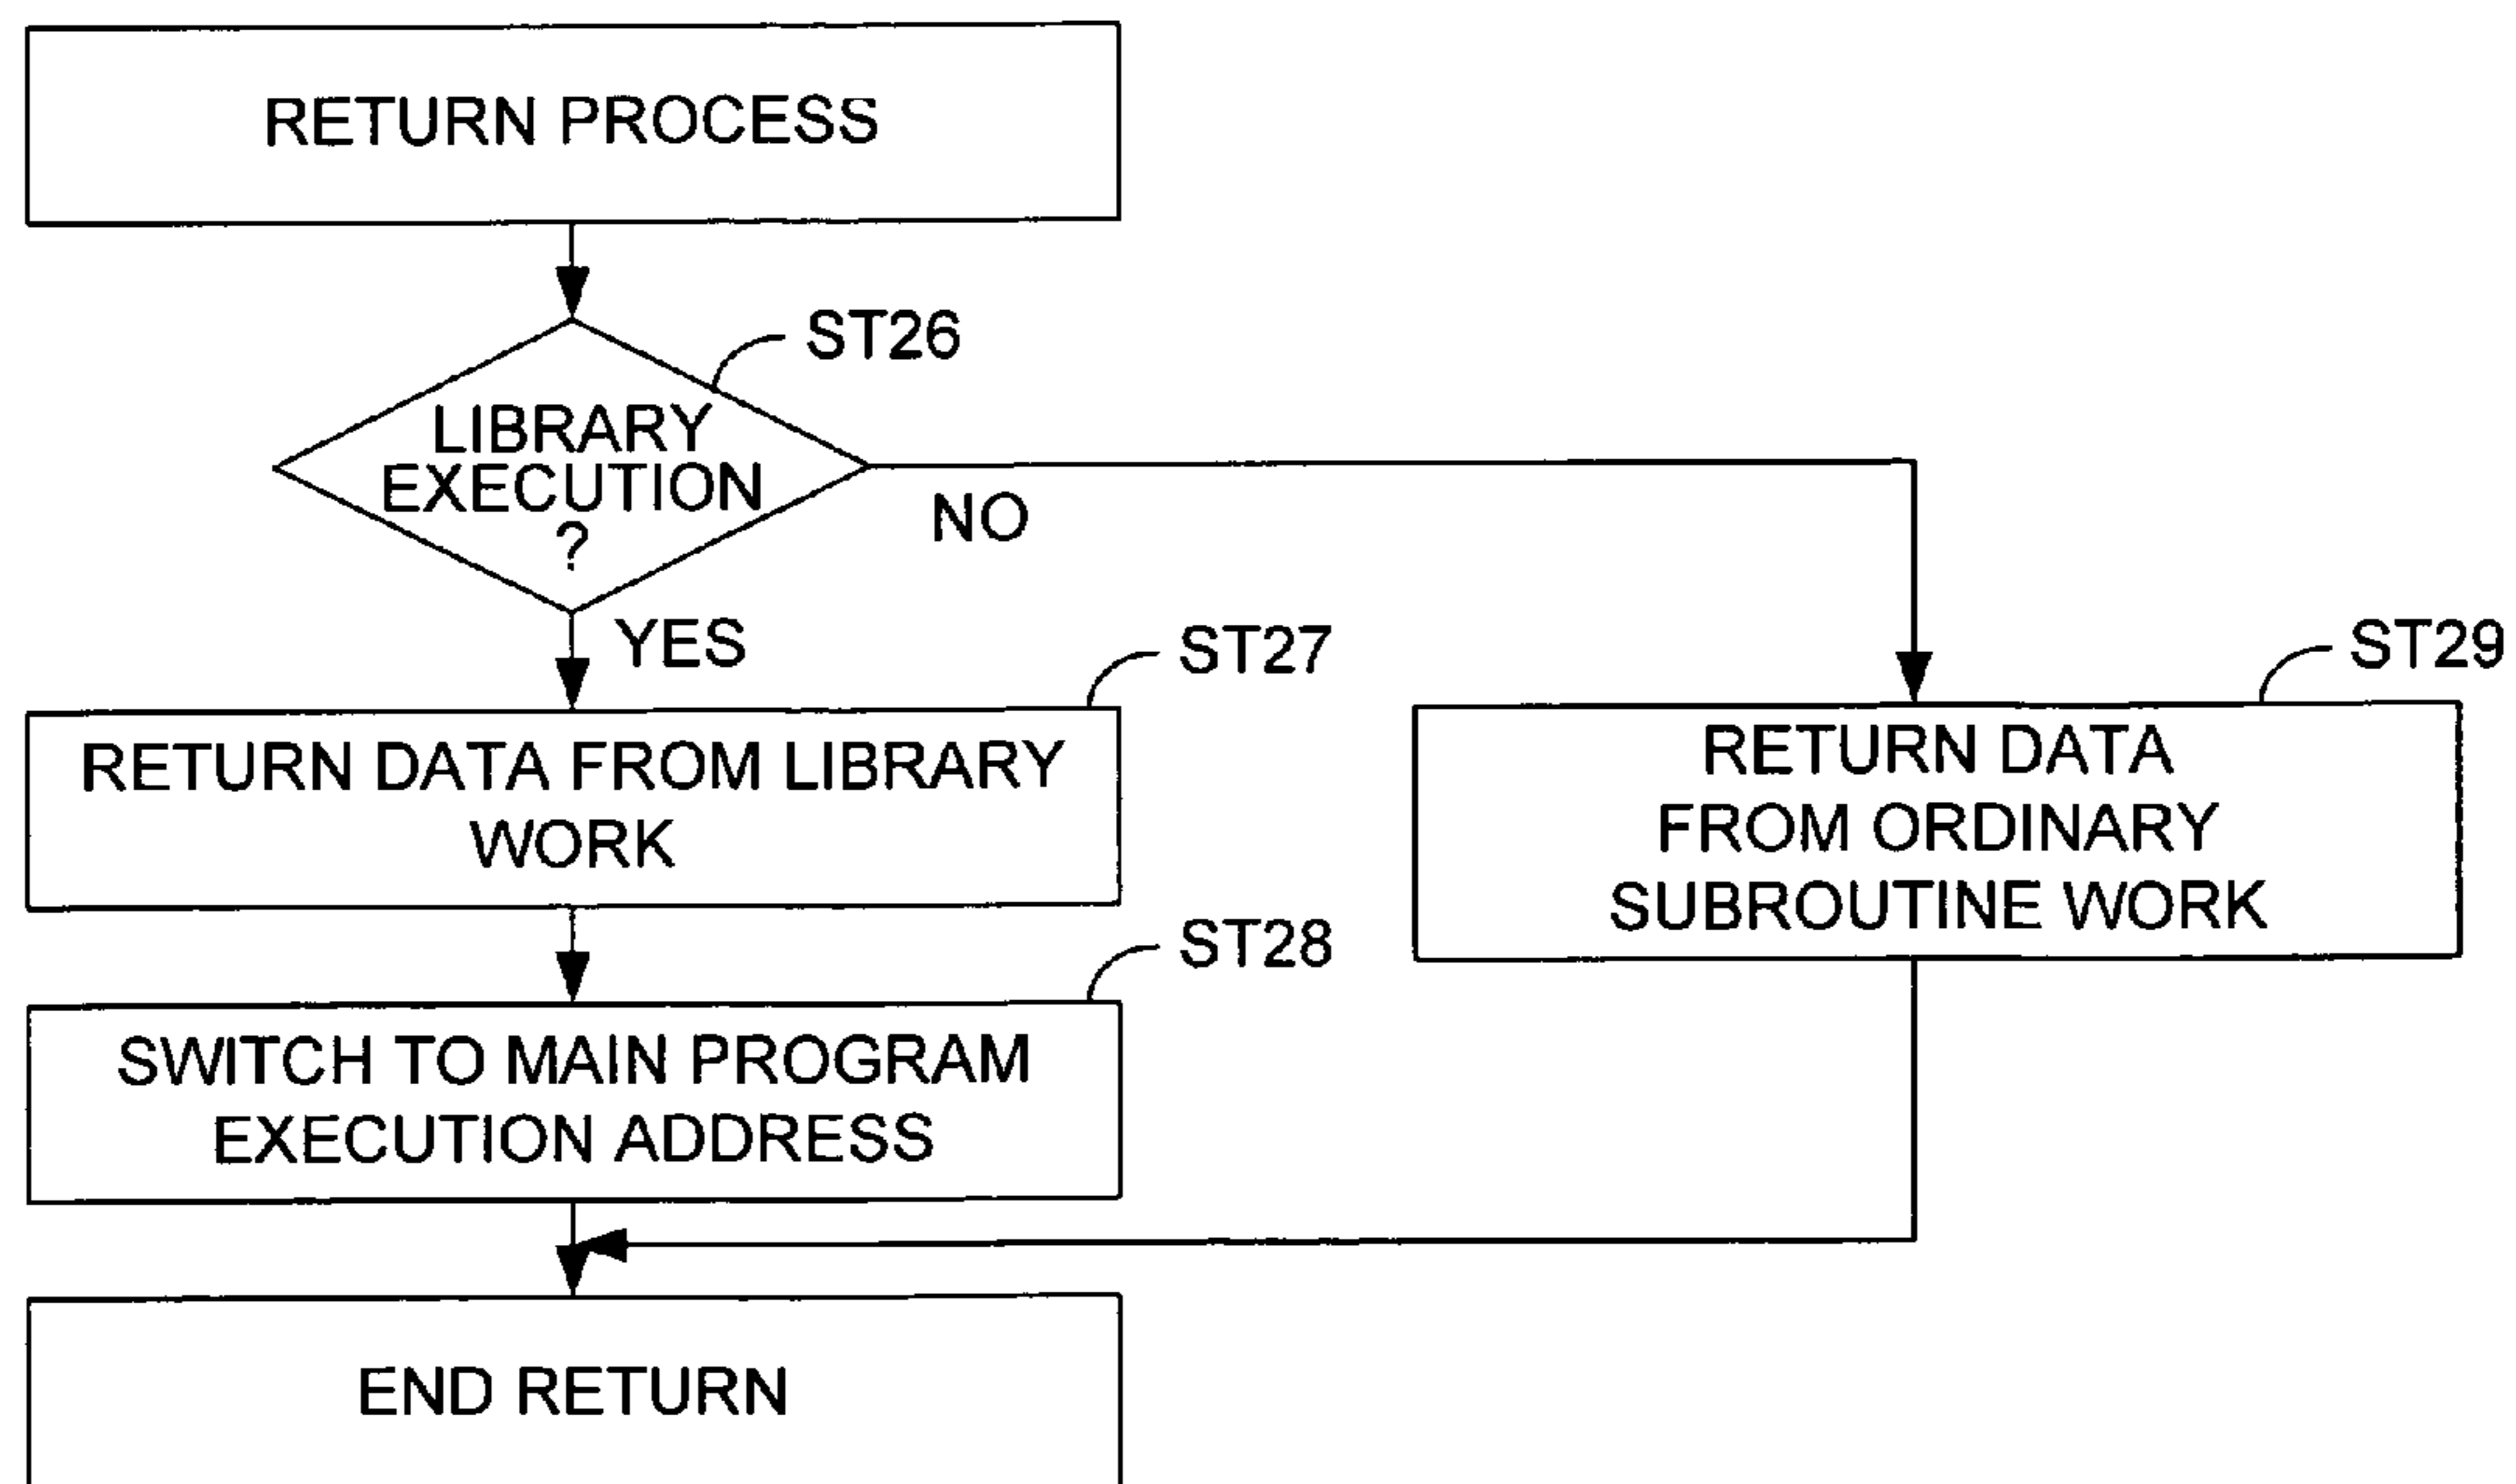 RETURN PROCESS
ST26
LIBRARY
EXECUTION
?
NO
YES
ST27
RETURN DATA FROM LIBRARY
WORK
ST29
RETURN DATA
FROM ORDINARY
SUBROUTINE WORK
ST28
SWITCH TO MAIN PROGRAM
EXECUTION ADDRESS
END RETURN